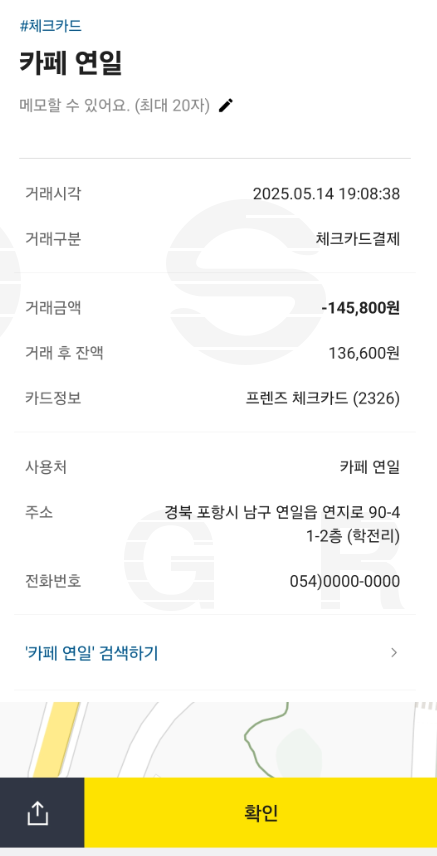 #체크카드
카페 연일
메모할 수 있어요. (최대 20자)
거래시각 2025.05.14 19:08:38
거래구분 체크카드결제
거래금액 -145,800원
거래 후 잔액 136,600원
카드정보 프렌즈 체크카드 (2326)
사용처 카페 연일
주소 경북 포항시 남구 연일읍 연지로 90-4
1-2층 (학전리)
전화번호 054)0000-0000
'카페 연일' 검색하기
확인